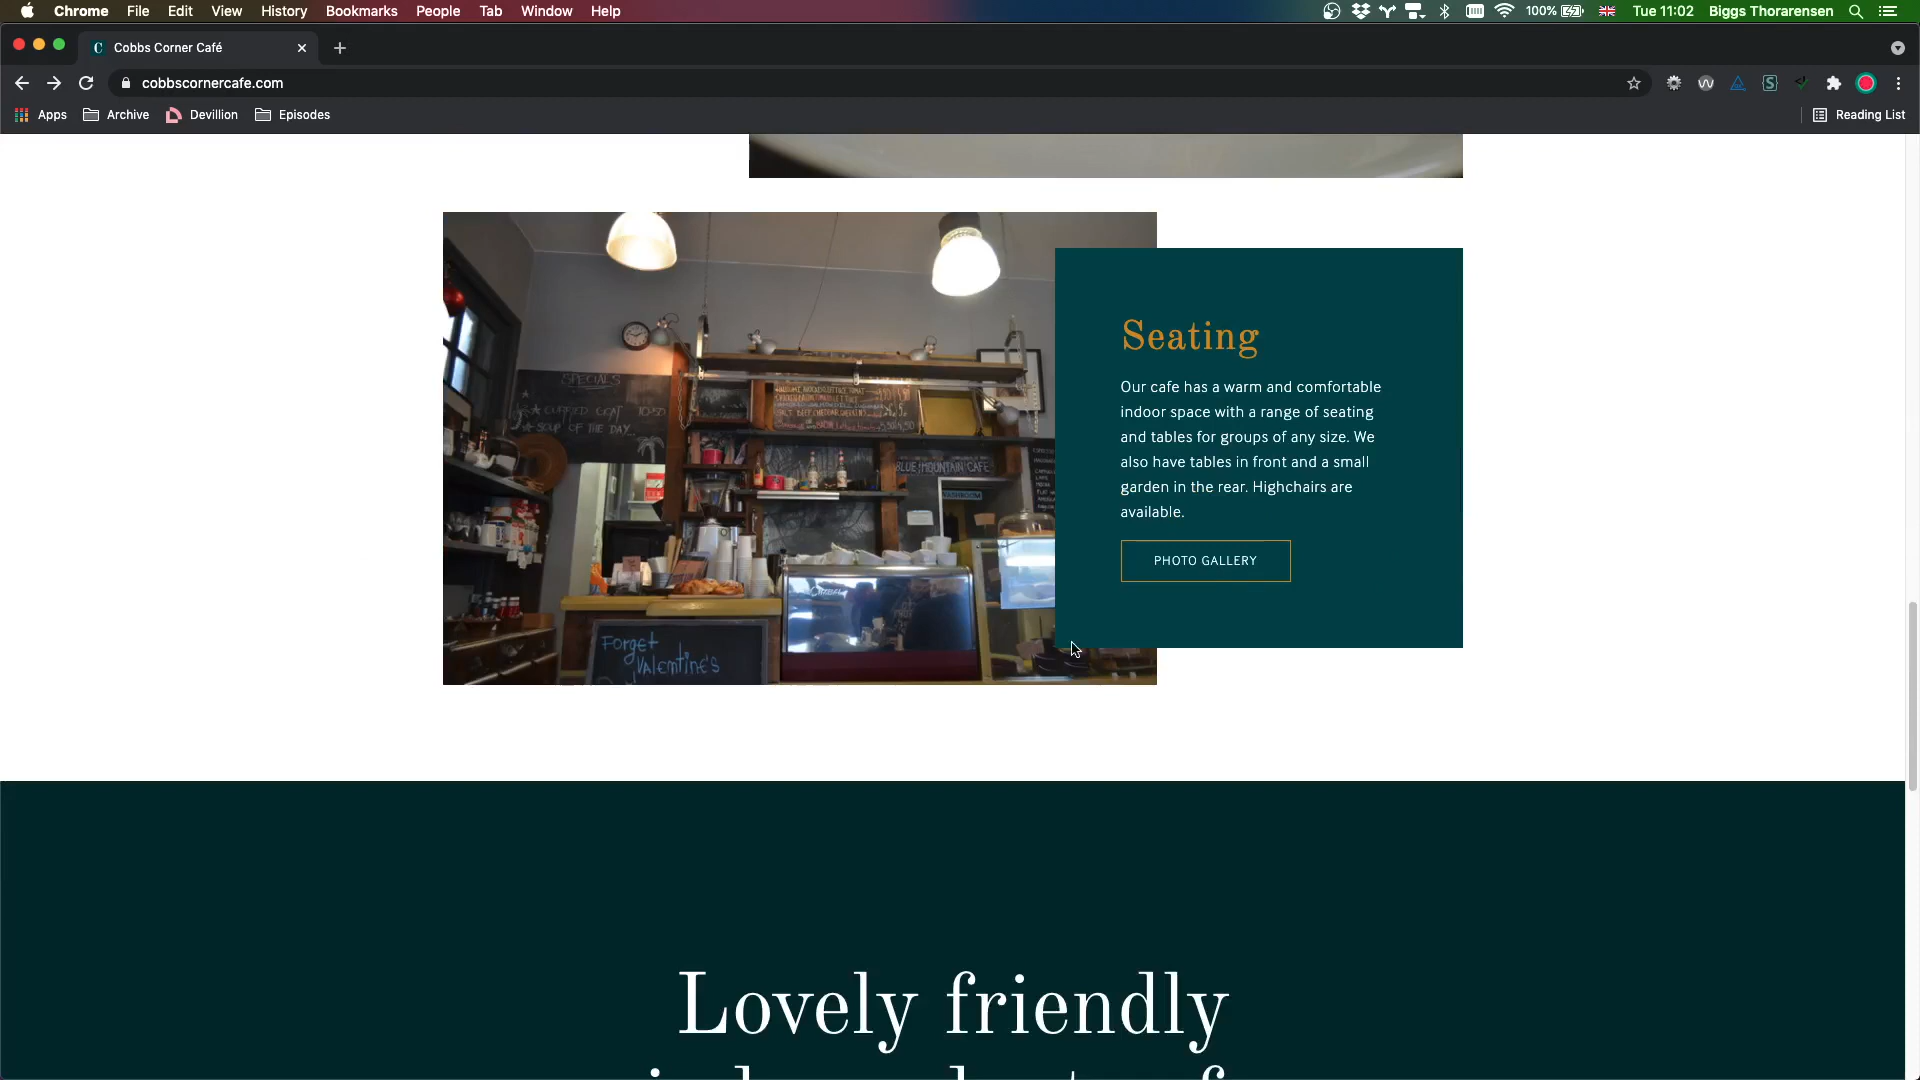 Chrome File Edit View History Bookmarks People Tab Window Help
100% Tue 11:02 Biggs Thorarensen
C Cobbs Corner Café
cobbscornercafe.com
Apps Archive Devillion Episodes Reading List
SPECIALS
SOUP OF THE DAY
BLUE MOUNTAIN CAFE
WASHROOM
Forget
Valentine's
Seating
Our cafe has a warm and comfortable
indoor space with a range of seating
and tables for groups of any size. We
also have tables in front and a small
garden in the rear. Highchairs are
available.
PHOTO GALLERY
Lovely friendly